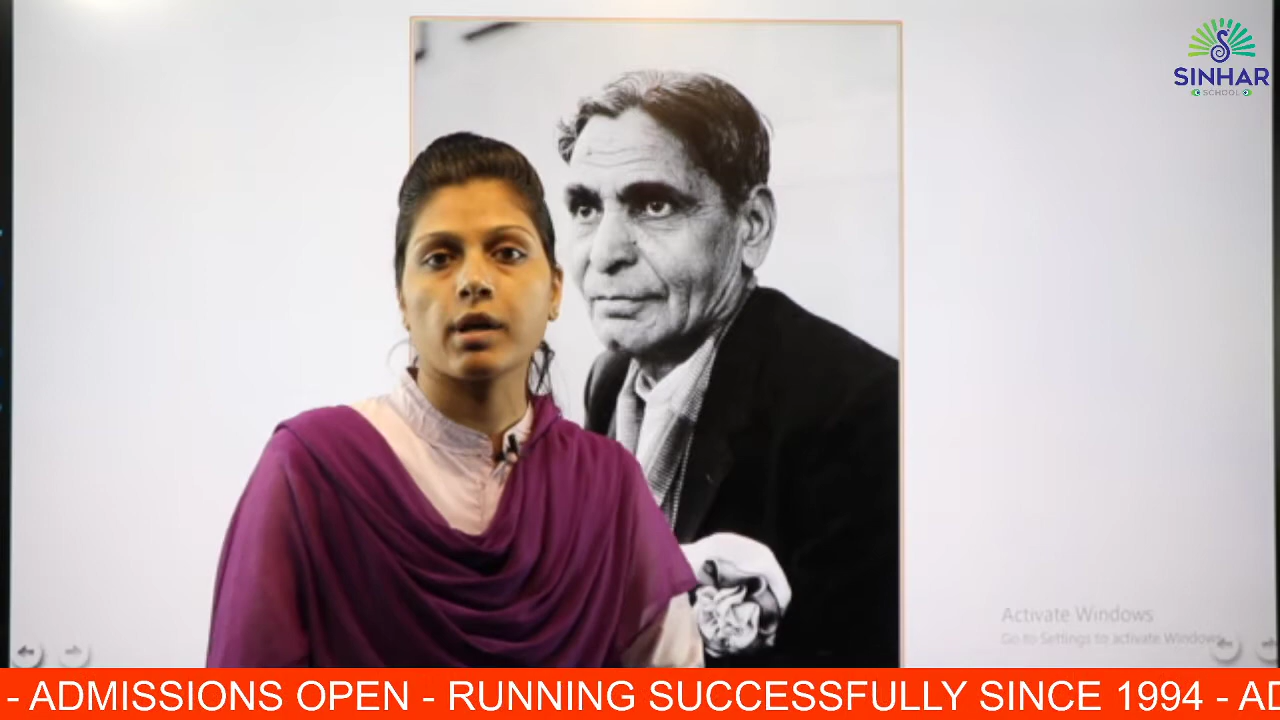 SINHAR
SCHOOL
Activate Windows
Go to Settings to activate Windows.
- ADMISSIONS OPEN - RUNNING SUCCESSFULLY SINCE 1994 - AD